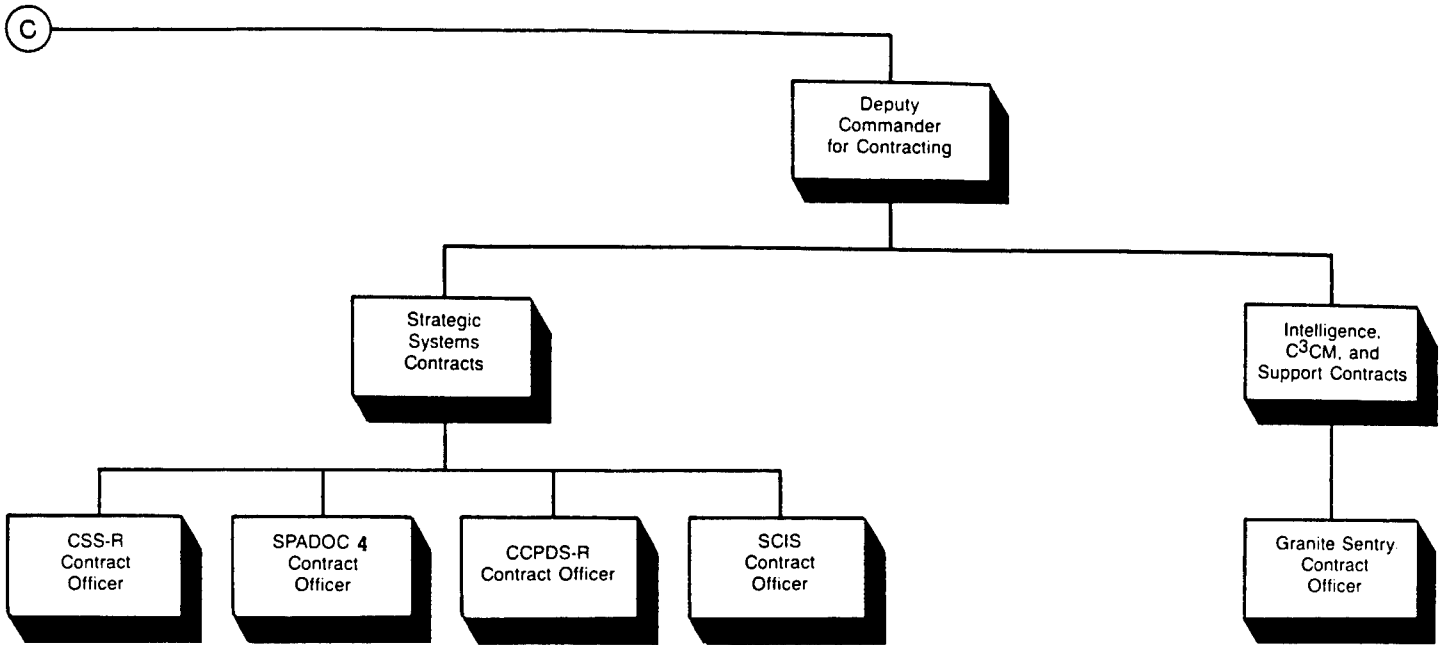 C
Deputy
Commander
for Contracting
Strategic
Systems
Contracts
Intelligence,
C³CM, and
Support Contracts
CSS-R
Contract
Officer
SPADOC 4
Contract
Officer
CCPDS-R
Contract Officer
SCIS
Contract
Officer
Granite Sentry
Contract
Officer